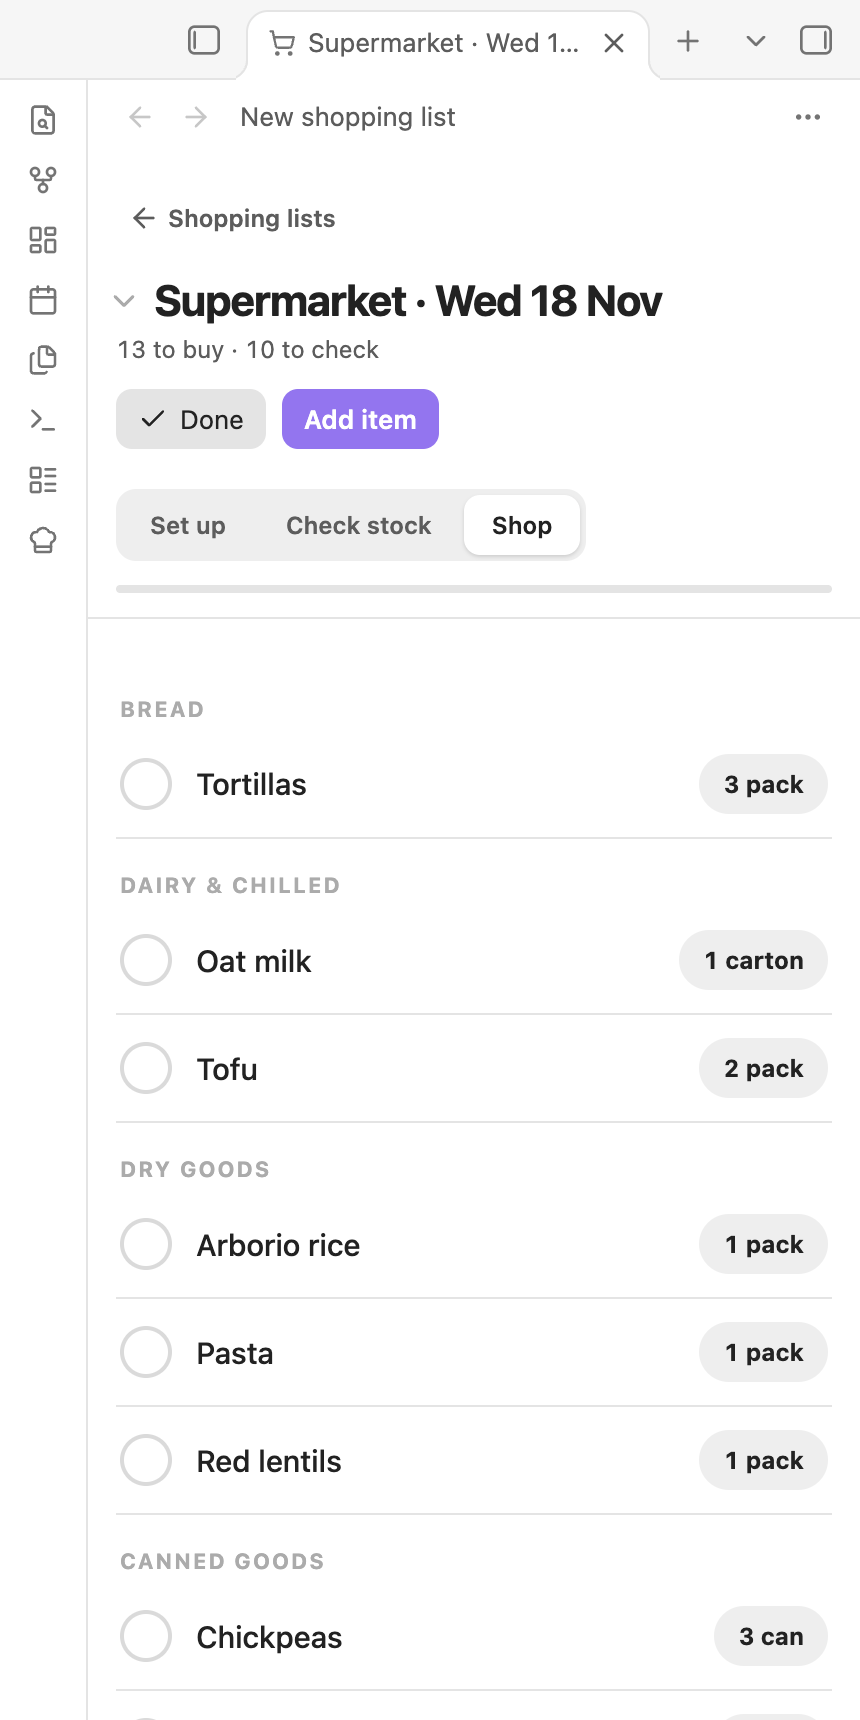 Supermarket · Wed 1...
New shopping list
Shopping lists
Supermarket · Wed 18 Nov
13 to buy · 10 to check
Done
Add item
Set up
Check stock
Shop
BREAD
Tortillas
3 pack
DAIRY & CHILLED
Oat milk
1 carton
Tofu
2 pack
DRY GOODS
Arborio rice
1 pack
Pasta
1 pack
Red lentils
1 pack
CANNED GOODS
Chickpeas
3 can